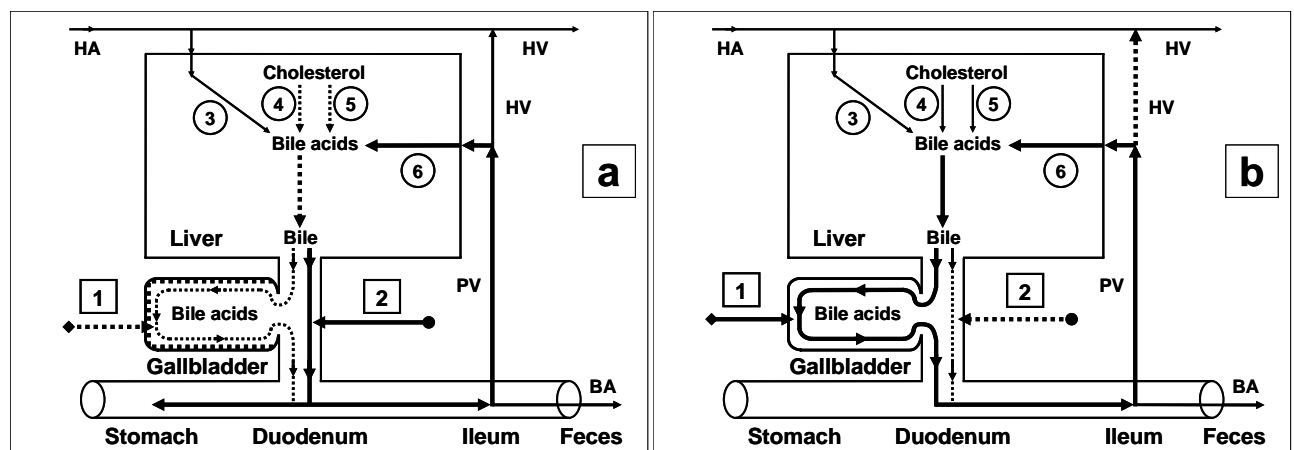 HA
HV
Cholesterol
4
5
3
HV
Bile acids
6
a
Liver
Bile
1
Bile acids
2
PV
Gallbladder
BA
Stomach
Duodenum
Ileum
Feces
HA
HV
Cholesterol
4
5
3
HV
Bile acids
6
b
Liver
Bile
1
Bile acids
2
PV
Gallbladder
BA
Stomach
Duodenum
Ileum
Feces